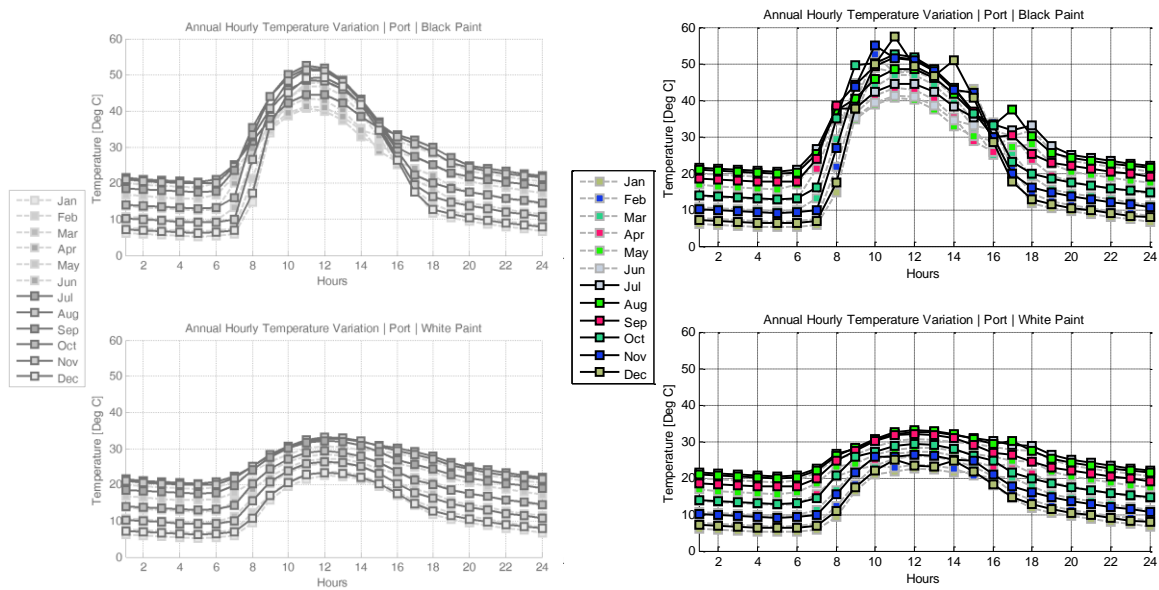 Annual Hourly Temperature Variation | Port | Black Paint
60
50
40
30
20
10
0
Temperature [Deg C]
2 4 6 8 10 12 14 16 18 20 22 24
Hours
Jan
Feb
Mar
Apr
May
Jun
Jul
Aug
Sep
Oct
Nov
Dec
Annual Hourly Temperature Variation | Port | White Paint
60
50
40
30
20
10
0
Temperature [Deg C]
2 4 6 8 10 12 14 16 18 20 22 24
Hours
Annual Hourly Temperature Variation | Port | Black Paint
60
50
40
30
20
10
0
Temperature [Deg C]
2 4 6 8 10 12 14 16 18 20 22 24
Hours
Jan
Feb
Mar
Apr
May
Jun
Jul
Aug
Sep
Oct
Nov
Dec
Annual Hourly Temperature Variation | Port | White Paint
60
50
40
30
20
10
0
Temperature [Deg C]
2 4 6 8 10 12 14 16 18 20 22 24
Hours